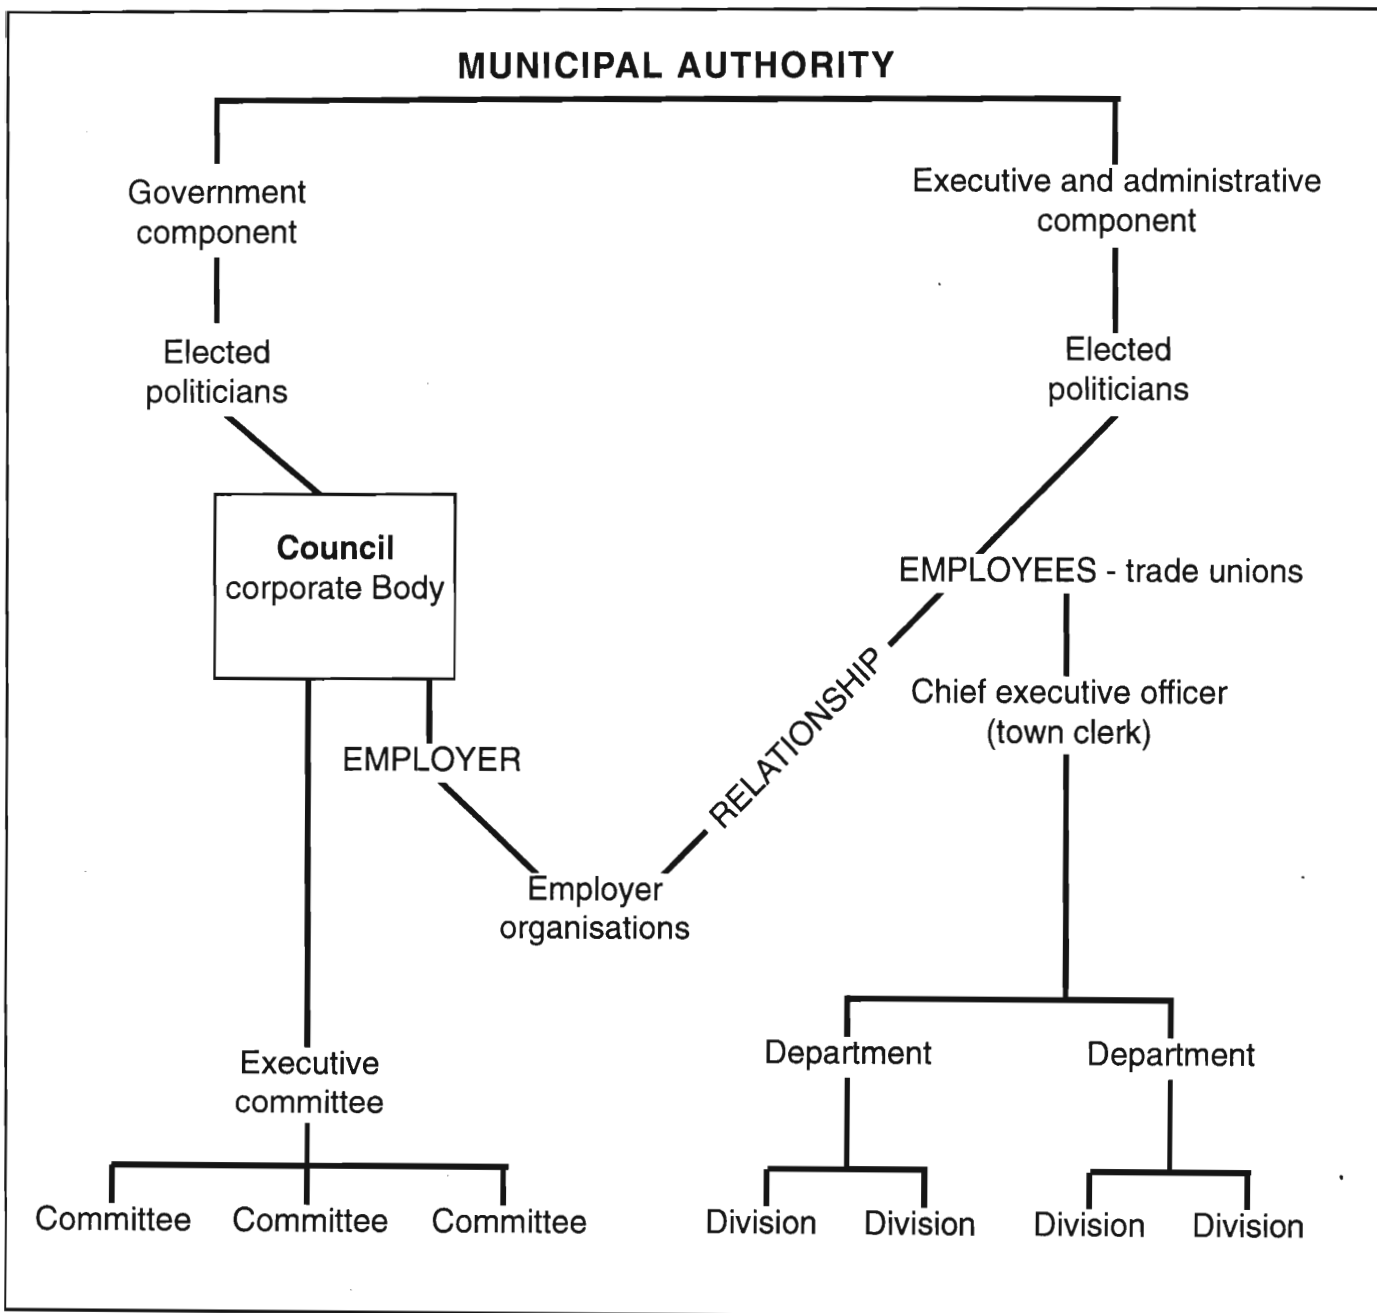 MUNICIPAL AUTHORITY
Government
component
Executive and administrative
component
Elected
politicians
Elected
politicians
Council
corporate Body
EMPLOYEES - trade unions
RELATIONSHIP
Chief executive officer
(town clerk)
EMPLOYER
Employer
organisations
Executive
committee
Department
Department
Committee
Committee
Committee
Division
Division
Division
Division